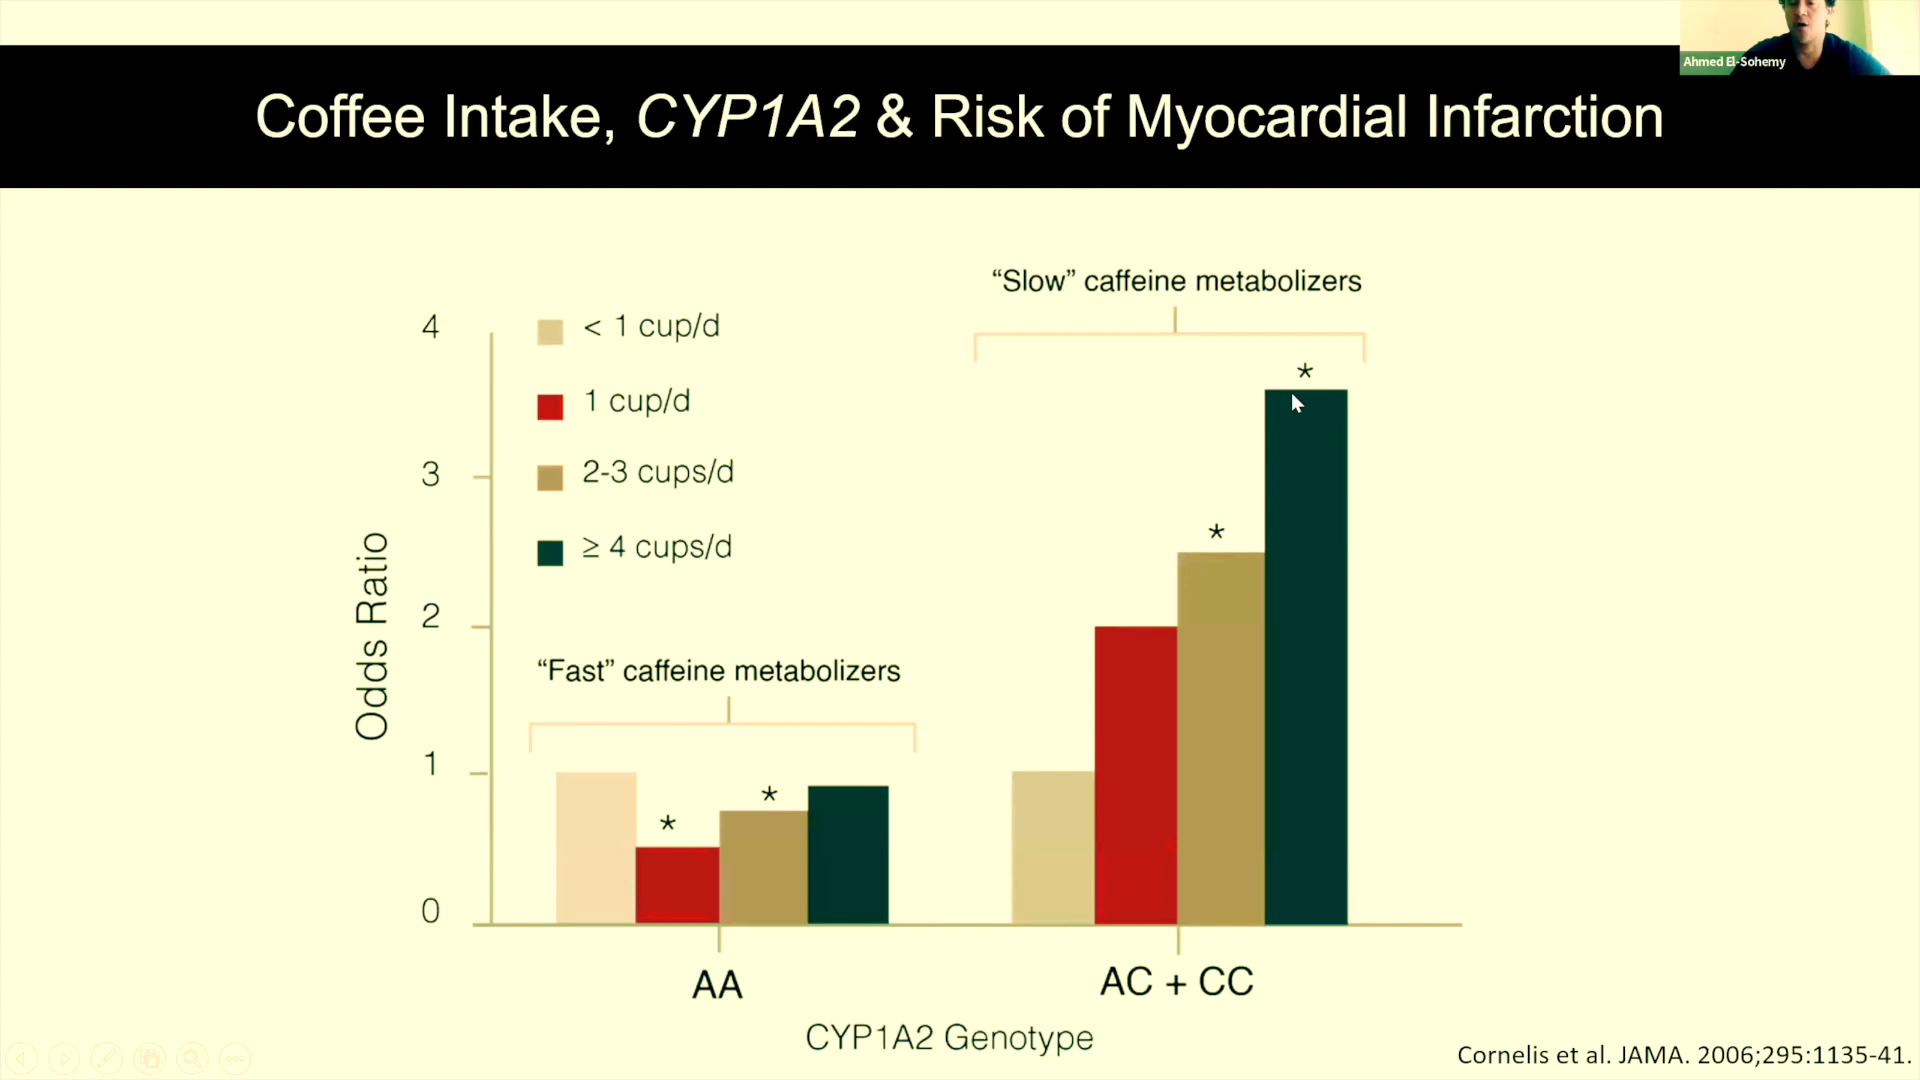 Ahmed El-Sohemy
Coffee Intake, CYP1A2 & Risk of Myocardial Infarction
"Slow" caffeine metabolizers
4
< 1 cup/d
*
1 cup/d
3
2-3 cups/d
*
≥ 4 cups/d
2
Odds Ratio
"Fast" caffeine metabolizers
1
*
*
0
AA
AC + CC
CYP1A2 Genotype
Cornelis et al. JAMA. 2006;295:1135-41.